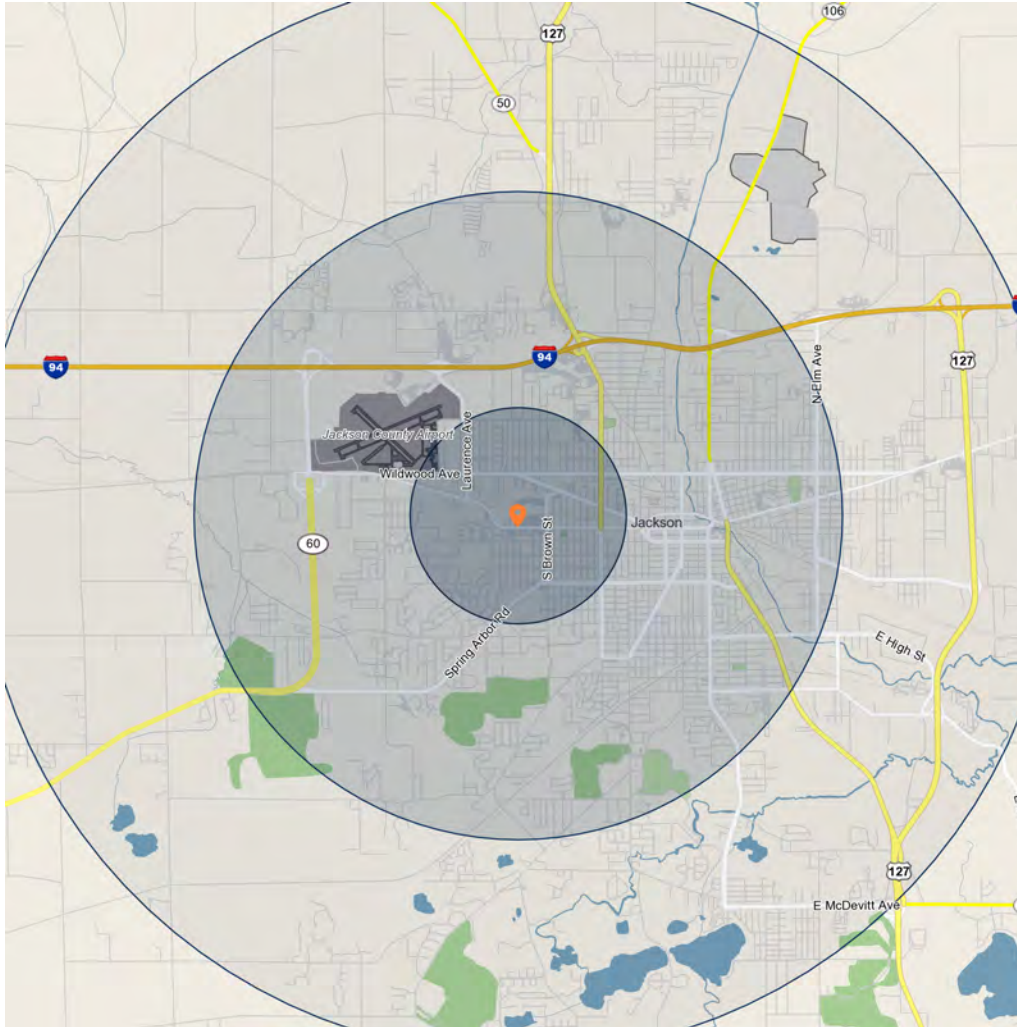 106
127
50
94
94
127
N Elm Ave
Jackson County Airport
Laurence Ave
Wildwood Ave
S Brown St
Jackson
60
Spring Arbor Rd
E High St
127
E McDevitt Ave